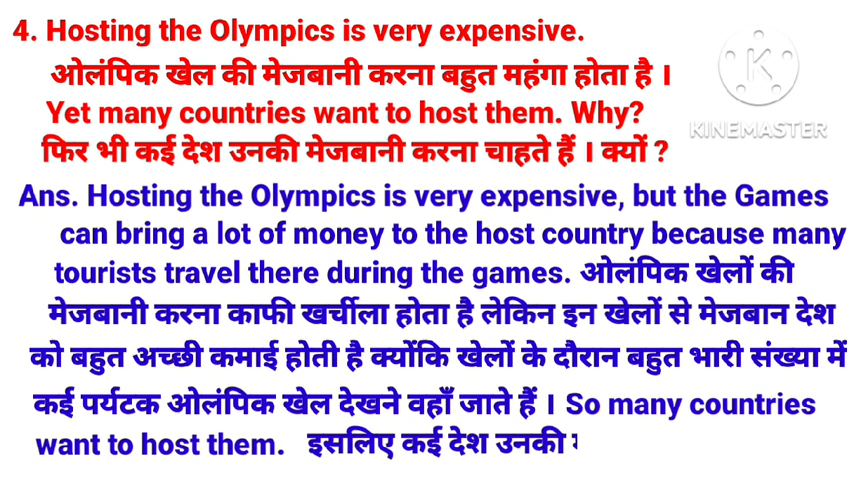 4. Hosting the Olympics is very expensive.
ओलंपिक खेल की मेजबानी करना बहुत महंगा होता है ।
Yet many countries want to host them. Why?
फिर भी कई देश उनकी मेजबानी करना चाहते हैं । क्यों ?
Ans. Hosting the Olympics is very expensive, but the Games
can bring a lot of money to the host country because many
tourists travel there during the games. ओलंपिक खेलों की
मेजबानी करना काफी खर्चीला होता है लेकिन इन खेलों से मेजबान देश
को बहुत अच्छी कमाई होती है क्योंकि खेलों के दौरान बहुत भारी संख्या में
कई पर्यटक ओलंपिक खेल देखने वहाँ जाते हैं । So many countries
want to host them. इसलिए कई देश उनकी
K
KINEMASTER